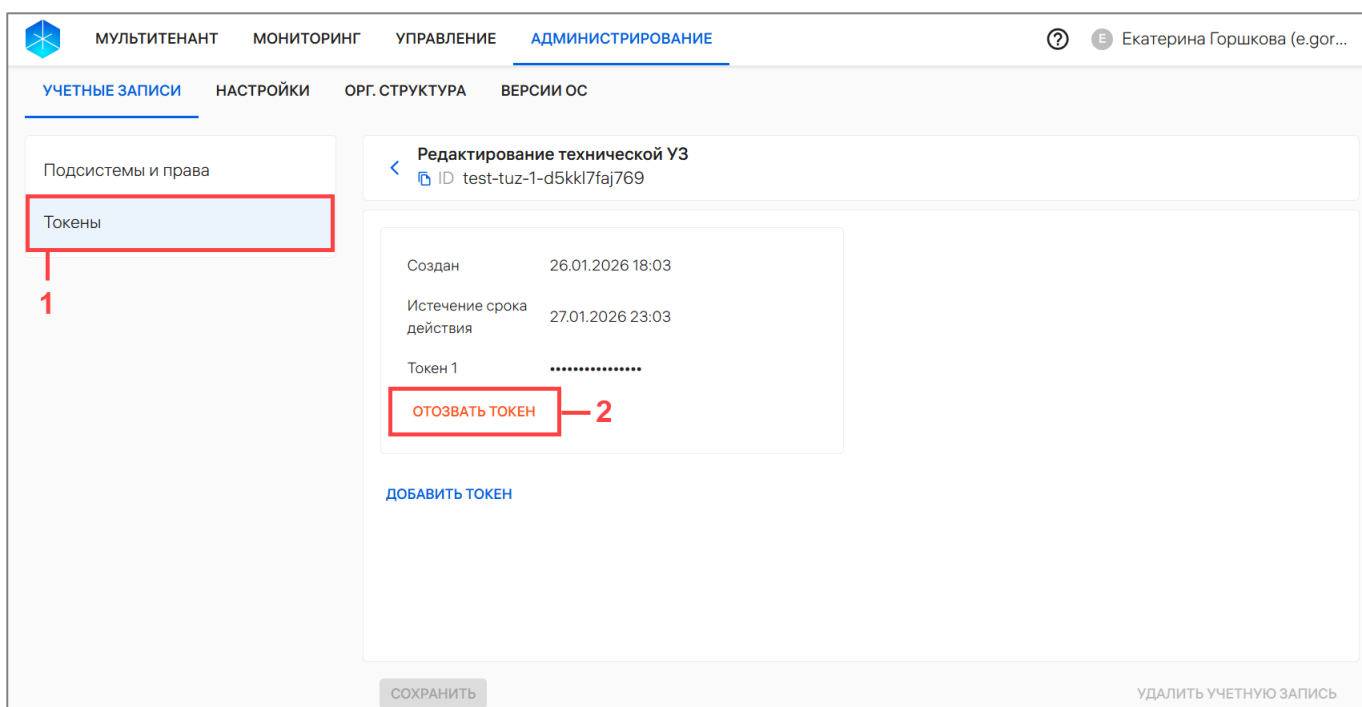 МУЛЬТИТЕНАНТ МОНИТОРИНГ УПРАВЛЕНИЕ АДМИНИСТРИРОВАНИЕ E Екатерина Горшкова (e.gor...
УЧЕТНЫЕ ЗАПИСИ НАСТРОЙКИ ОРГ. СТРУКТУРА ВЕРСИИ ОС
Подсистемы и права
Токены
1
Редактирование технической УЗ
ID test-tuz-1-d5kkl7faj769
Создан 26.01.2026 18:03
Истечение срока
действия 27.01.2026 23:03
Токен 1 ••••••••••••••••
ОТОЗВАТЬ ТОКЕН 2
ДОБАВИТЬ ТОКЕН
СОХРАНИТЬ УДАЛИТЬ УЧЕТНУЮ ЗАПИСЬ